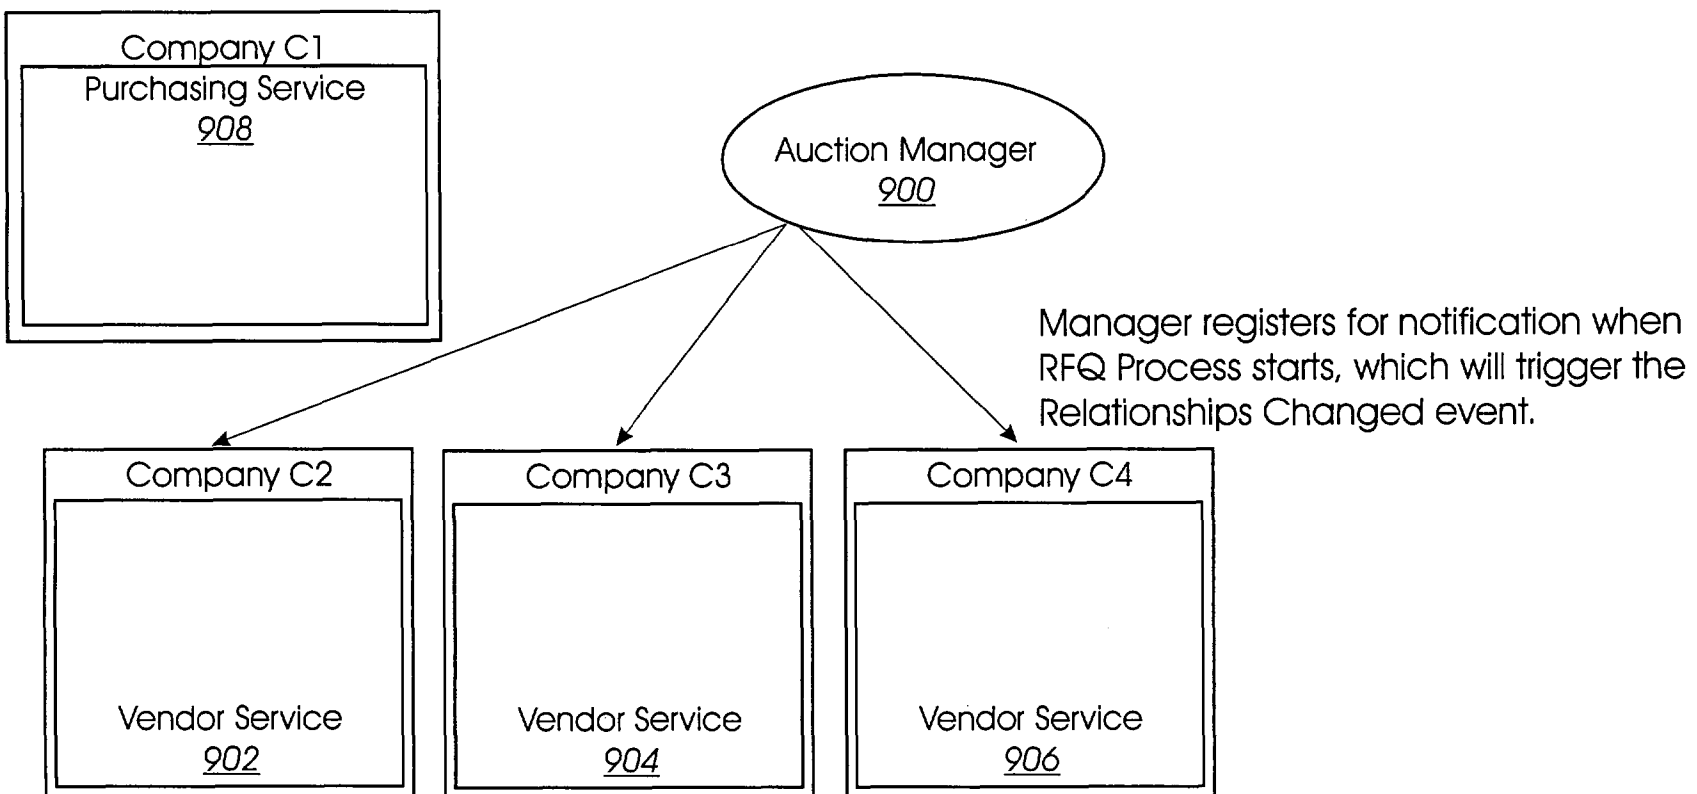 Company C1
Purchasing Service
908
Auction Manager
900
Manager registers for notification when
RFQ Process starts, which will trigger the
Relationships Changed event.
Company C2
Vendor Service
902
Company C3
Vendor Service
904
Company C4
Vendor Service
906